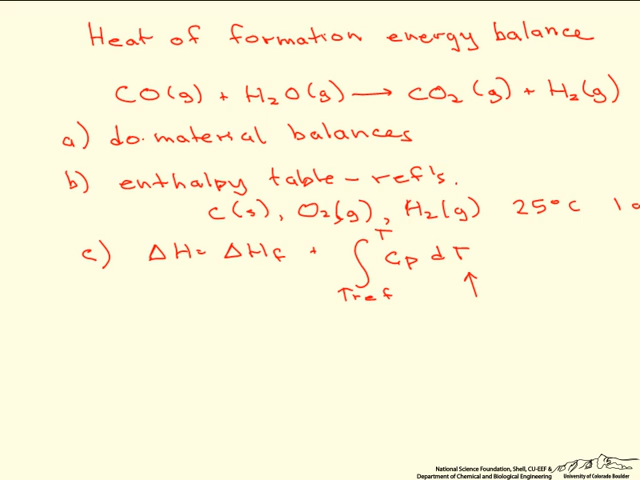 Heat of formation energy balance
CO(g) + H₂O(g) → CO₂(g) + H₂(g)
a) do material balances
b) enthalpy table – ref's.
C(s), O₂(g), H₂(g) 25°C 1
c) ΔH = ΔHf + ∫ Tref T Cp dT
↑
National Science Foundation, Shell, CU-EEF &
Department of Chemical and Biological Engineering
University of Colorado Boulder